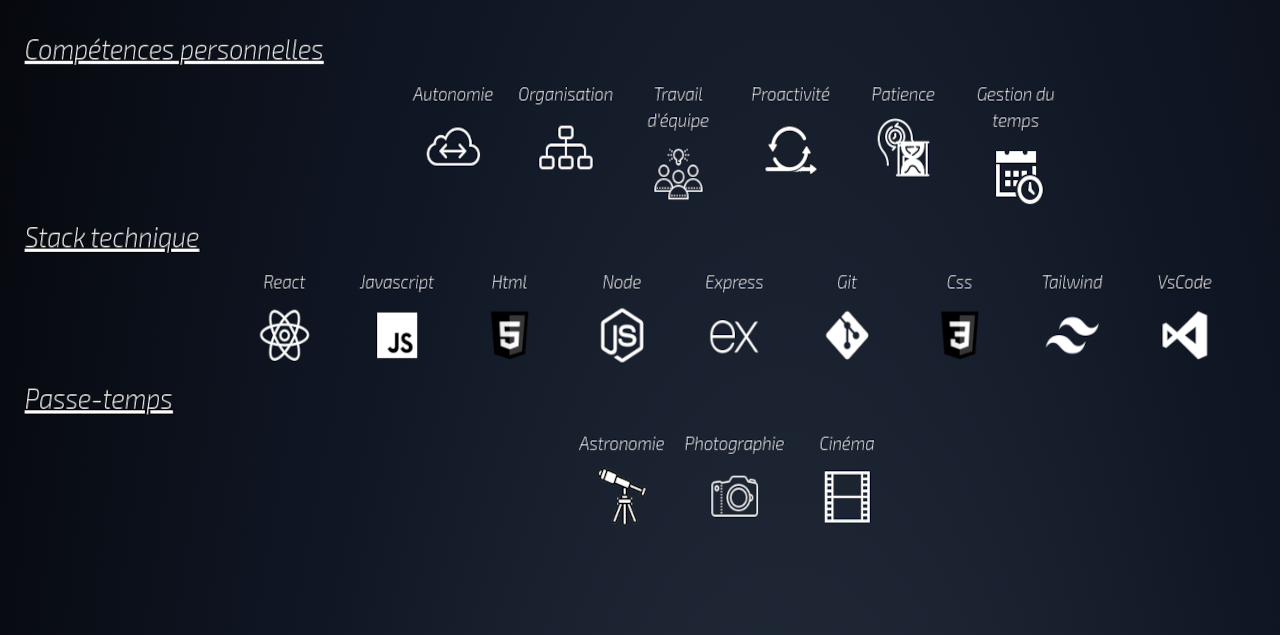 Compétences personnelles
Autonomie Organisation Travail Proactivité Patience Gestion du
d'équipe temps
Stack technique
React Javascript Html Node Express Git Css Tailwind VsCode
JS 5 JS ex 3
Passe-temps
Astronomie Photographie Cinéma